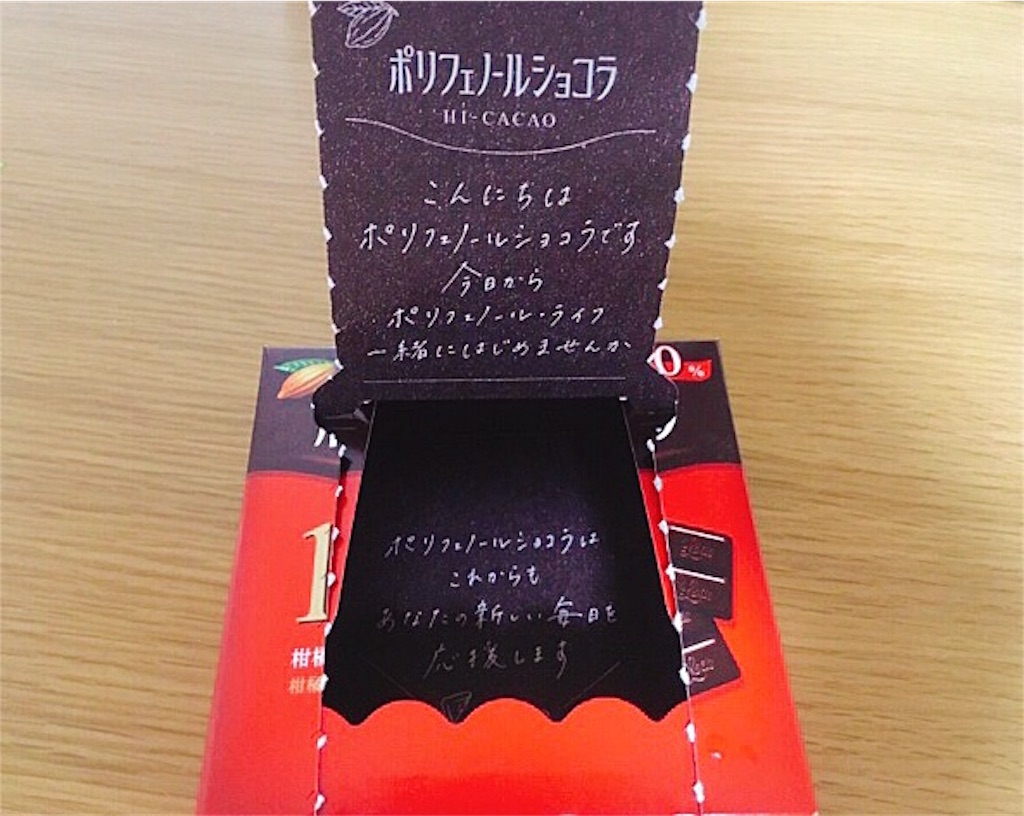 ポリフェノールショコラ
HI-CACAO
こんにちは
ポリフェノールショコラです
今日から
ポリフェノール・ライフ
一緒にはじめませんか
0%
1
柑橘
ポリフェノールショコラは
これからも
あなたの新しい毎日を
応援します